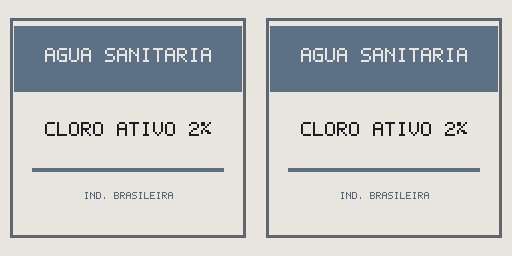 AGUA SANITARIA
CLORO ATIVO 2%
IND. BRASILEIRA
AGUA SANITARIA
CLORO ATIVO 2%
IND. BRASILEIRA